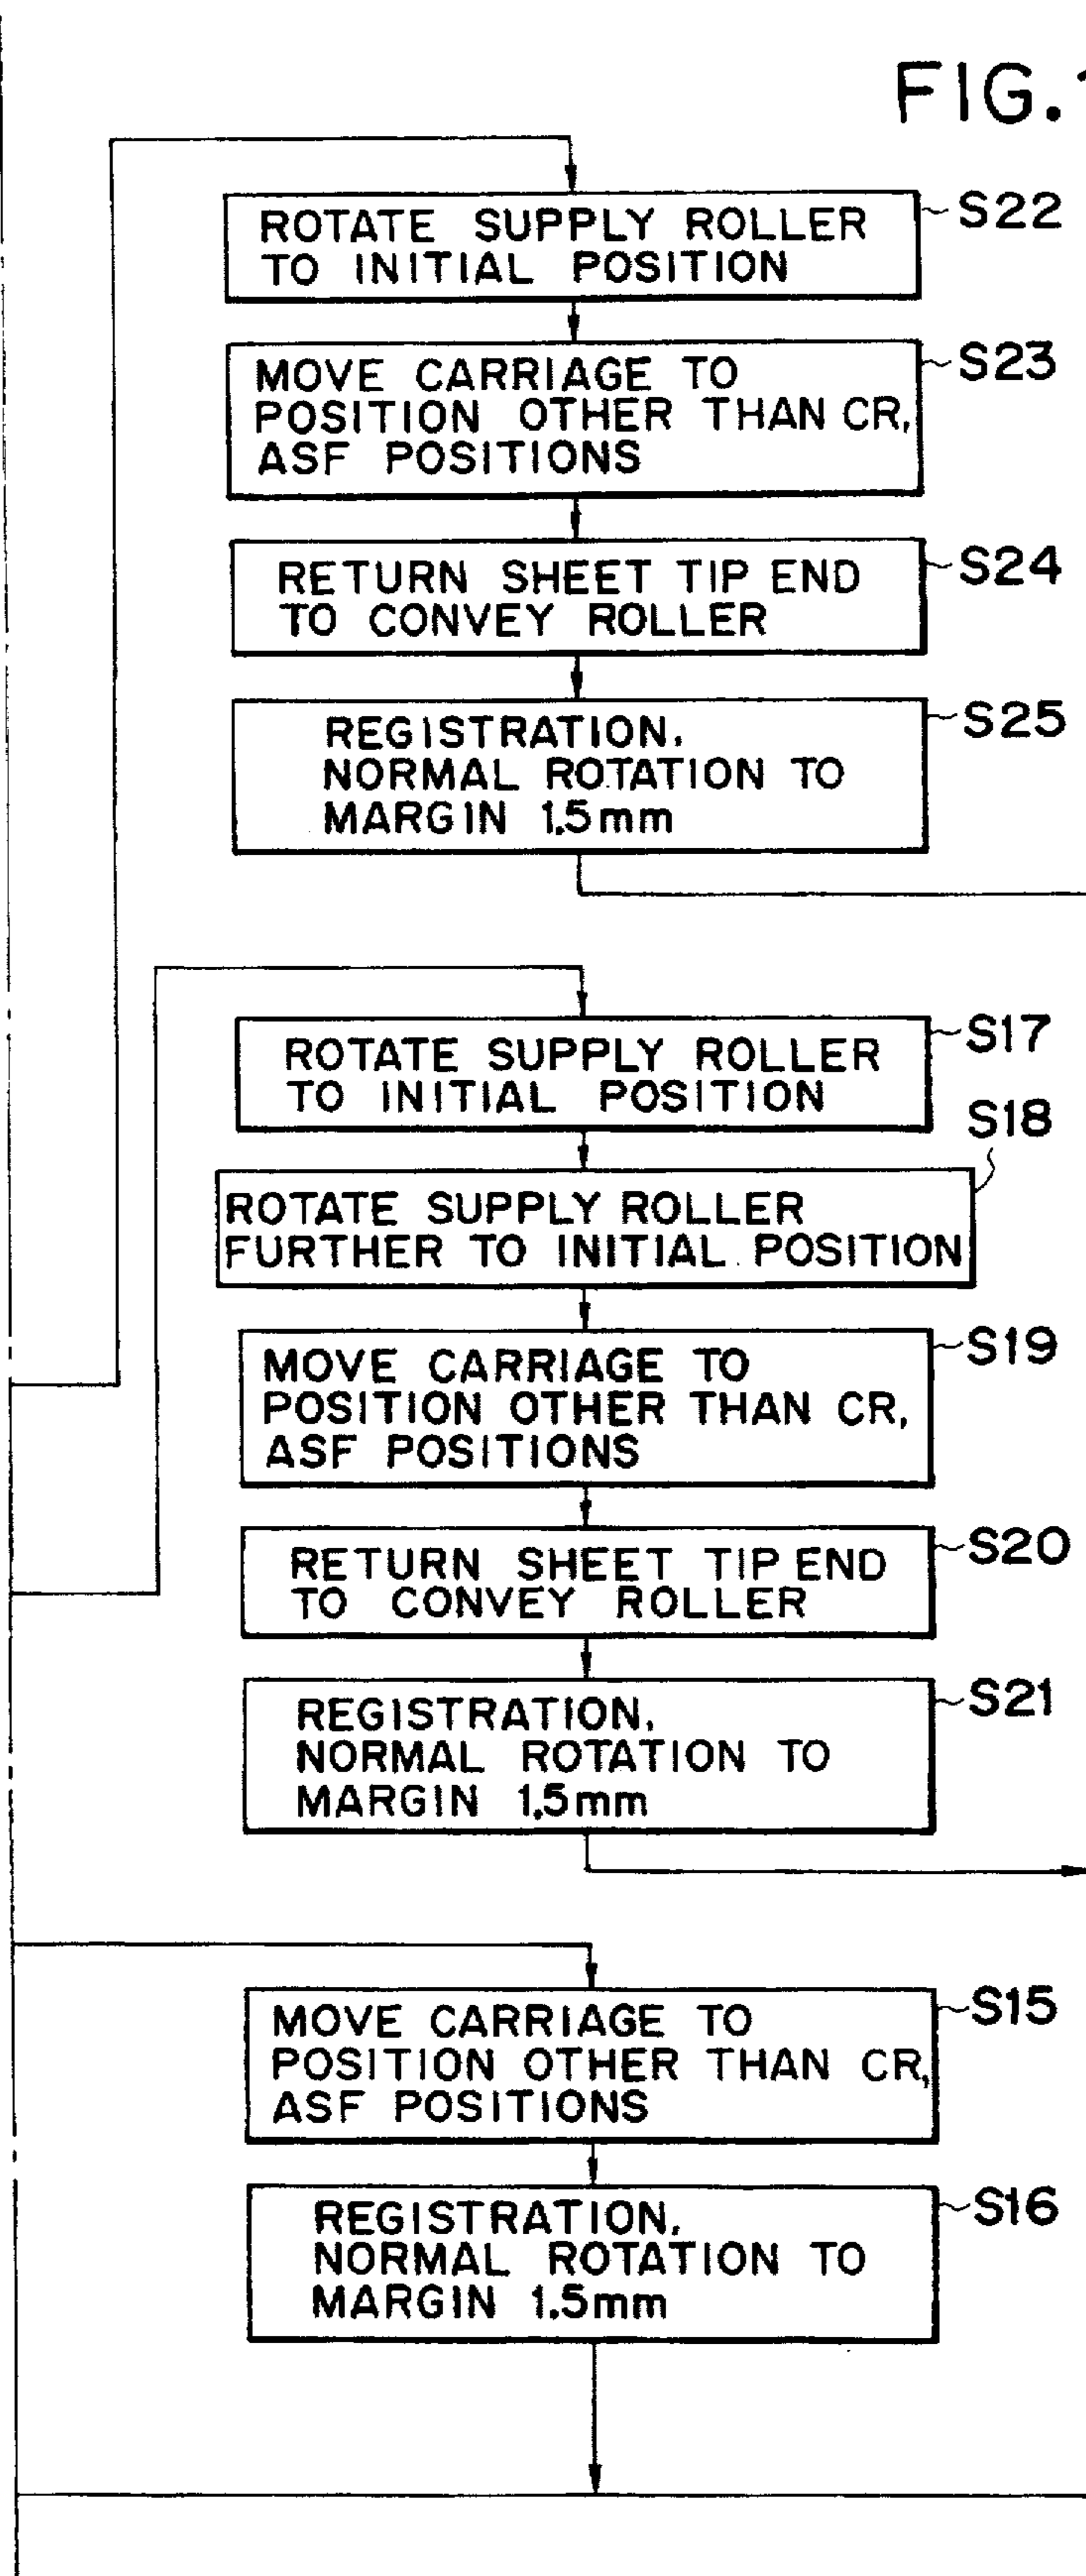 FIG.1
S22
ROTATE SUPPLY ROLLER
TO INITIAL POSITION
S23
MOVE CARRIAGE TO
POSITION OTHER THAN CR,
ASF POSITIONS
S24
RETURN SHEET TIP END
TO CONVEY ROLLER
S25
REGISTRATION,
NORMAL ROTATION TO
MARGIN 1.5mm
S17
ROTATE SUPPLY ROLLER
TO INITIAL POSITION
S18
ROTATE SUPPLY ROLLER
FURTHER TO INITIAL POSITION
S19
MOVE CARRIAGE TO
POSITION OTHER THAN CR,
ASF POSITIONS
S20
RETURN SHEET TIP END
TO CONVEY ROLLER
S21
REGISTRATION,
NORMAL ROTATION TO
MARGIN 1.5mm
S15
MOVE CARRIAGE TO
POSITION OTHER THAN CR,
ASF POSITIONS
S16
REGISTRATION,
NORMAL ROTATION TO
MARGIN 1.5mm